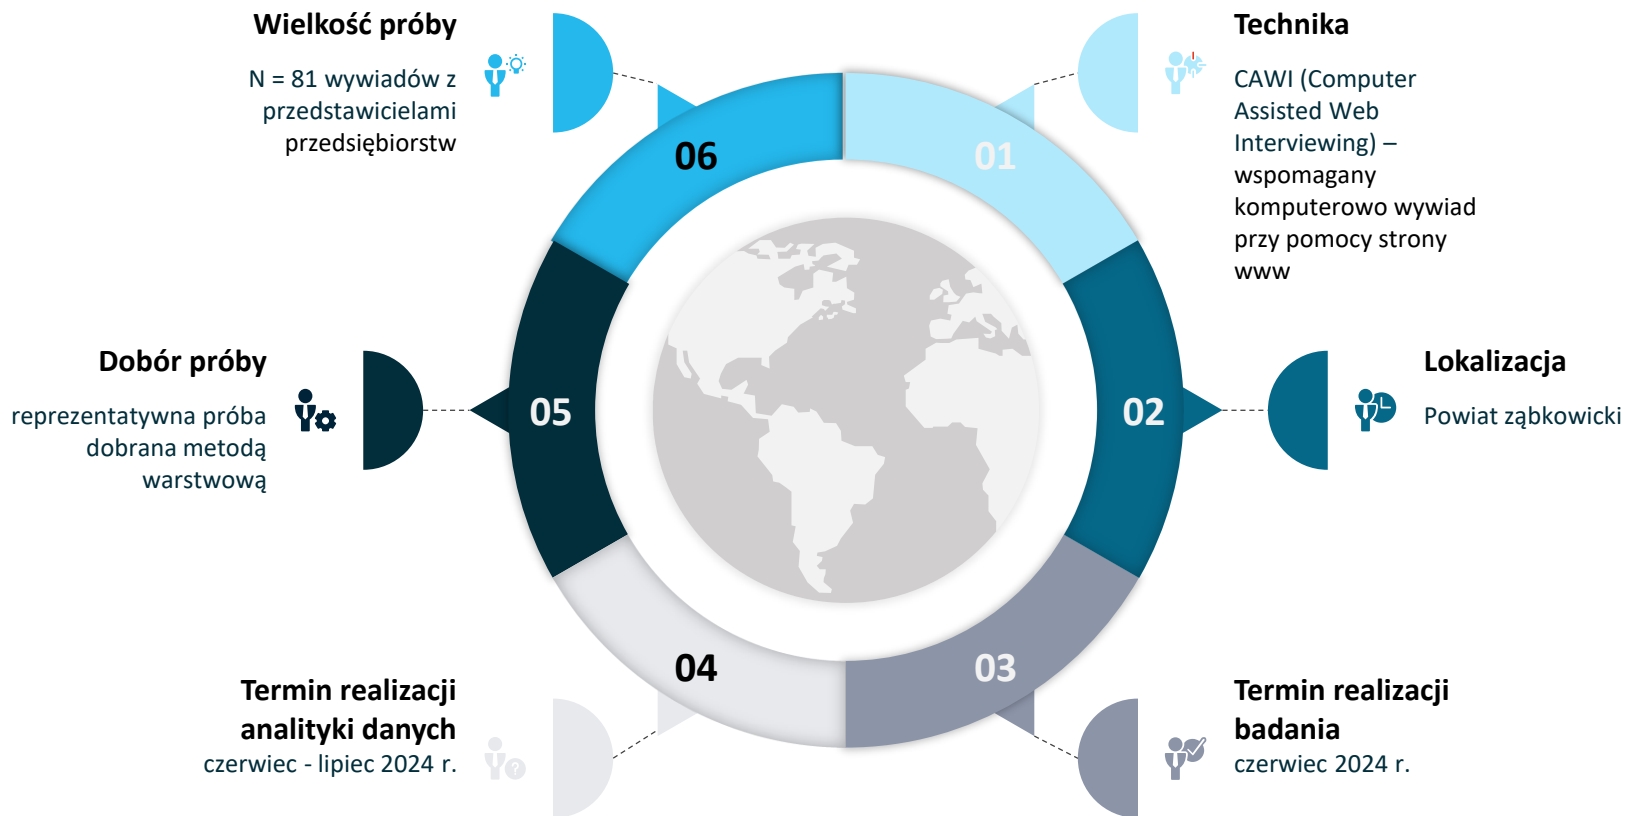 Wielkość próby
N = 81 wywiadów z
przedstawicielami
przedsiębiorstw
06
Technika
CAWI (Computer
Assisted Web
Interviewing) –
wspomagany
komputerowo wywiad
przy pomocy strony
www
01
Dobór próby
reprezentatywna próba
dobrana metodą
warstwową
05
02
Lokalizacja
Powiat ząbkowicki
04
03
Termin realizacji
analityki danych
czerwiec - lipiec 2024 r.
?
Termin realizacji
badania
czerwiec 2024 r.